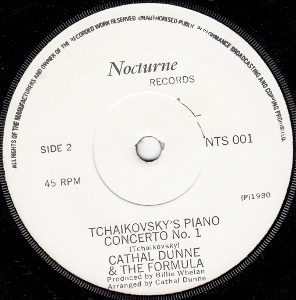 ALL RIGHTS OF THE MANUFACTURERS AND OWNER OF THE RECORDED WORK RESERVED UNAUTHORISED PUBLIC PERFORMANCE BROADCASTING AND COPYING PROHIBITED.
Nocturne
RECORDS
SIDE 2
NTS 001
45 RPM
(P)1980
TCHAIKOVSKY'S PIANO
CONCERTO No. 1
(Tchaikovsky)
CATHAL DUNNE
& THE FORMULA
Produced by Billie Whelan
Arranged by Cathal Dunne